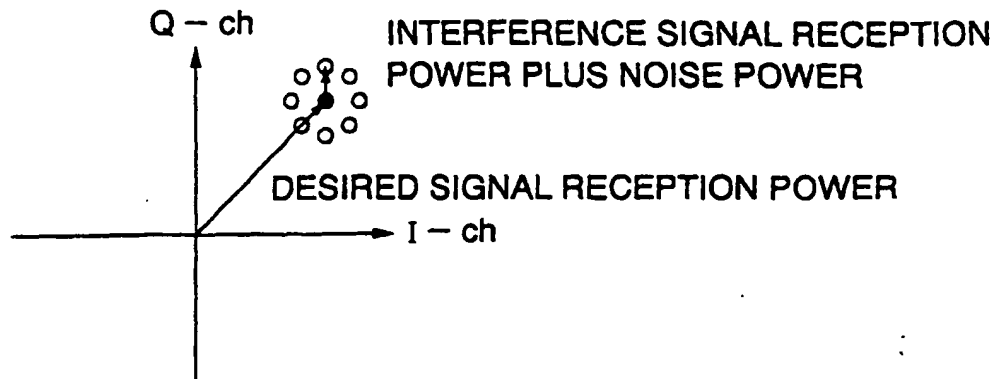 Q – ch
INTERFERENCE SIGNAL RECEPTION
POWER PLUS NOISE POWER
DESIRED SIGNAL RECEPTION POWER
I – ch